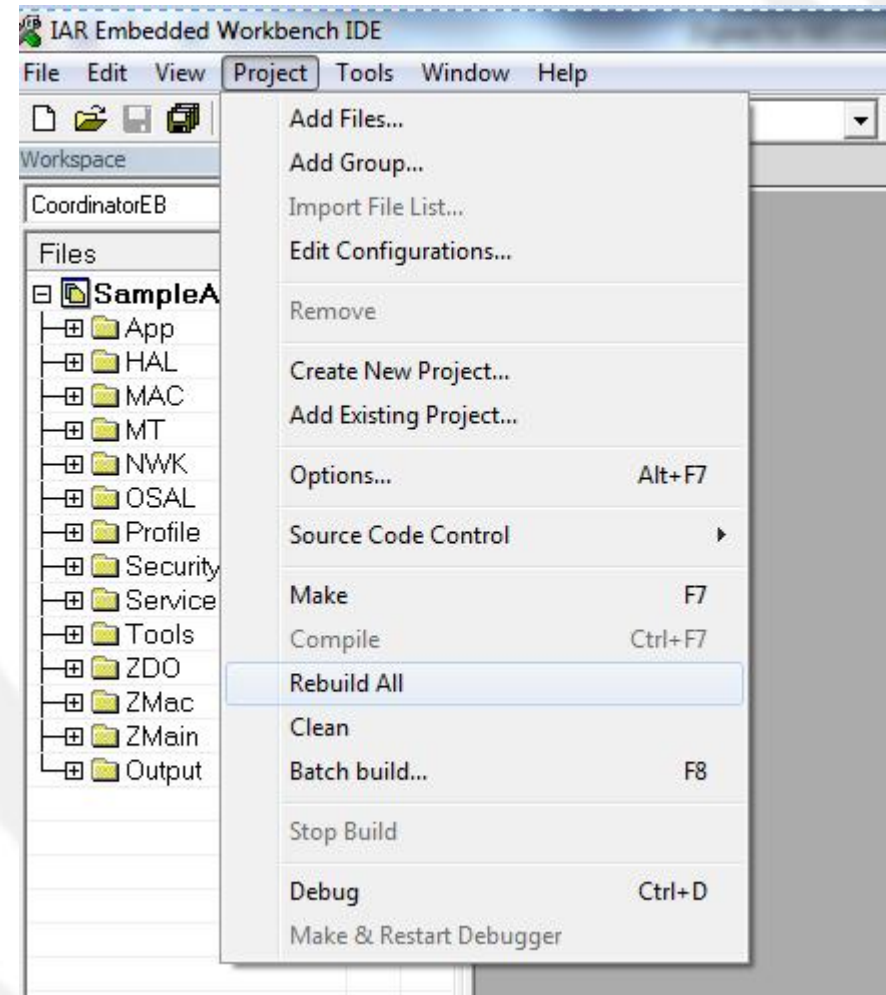 IAR Embedded Workbench IDE
File Edit View Project Tools Window Help
Workspace
CoordinatorEB
Files
SampleA
App
HAL
MAC
MT
NWK
OSAL
Profile
Security
Service
Tools
ZDO
ZMac
ZMain
Output
Add Files...
Add Group...
Import File List...
Edit Configurations...
Remove
Create New Project...
Add Existing Project...
Options... Alt+F7
Source Code Control
Make F7
Compile Ctrl+F7
Rebuild All
Clean
Batch build... F8
Stop Build
Debug Ctrl+D
Make & Restart Debugger